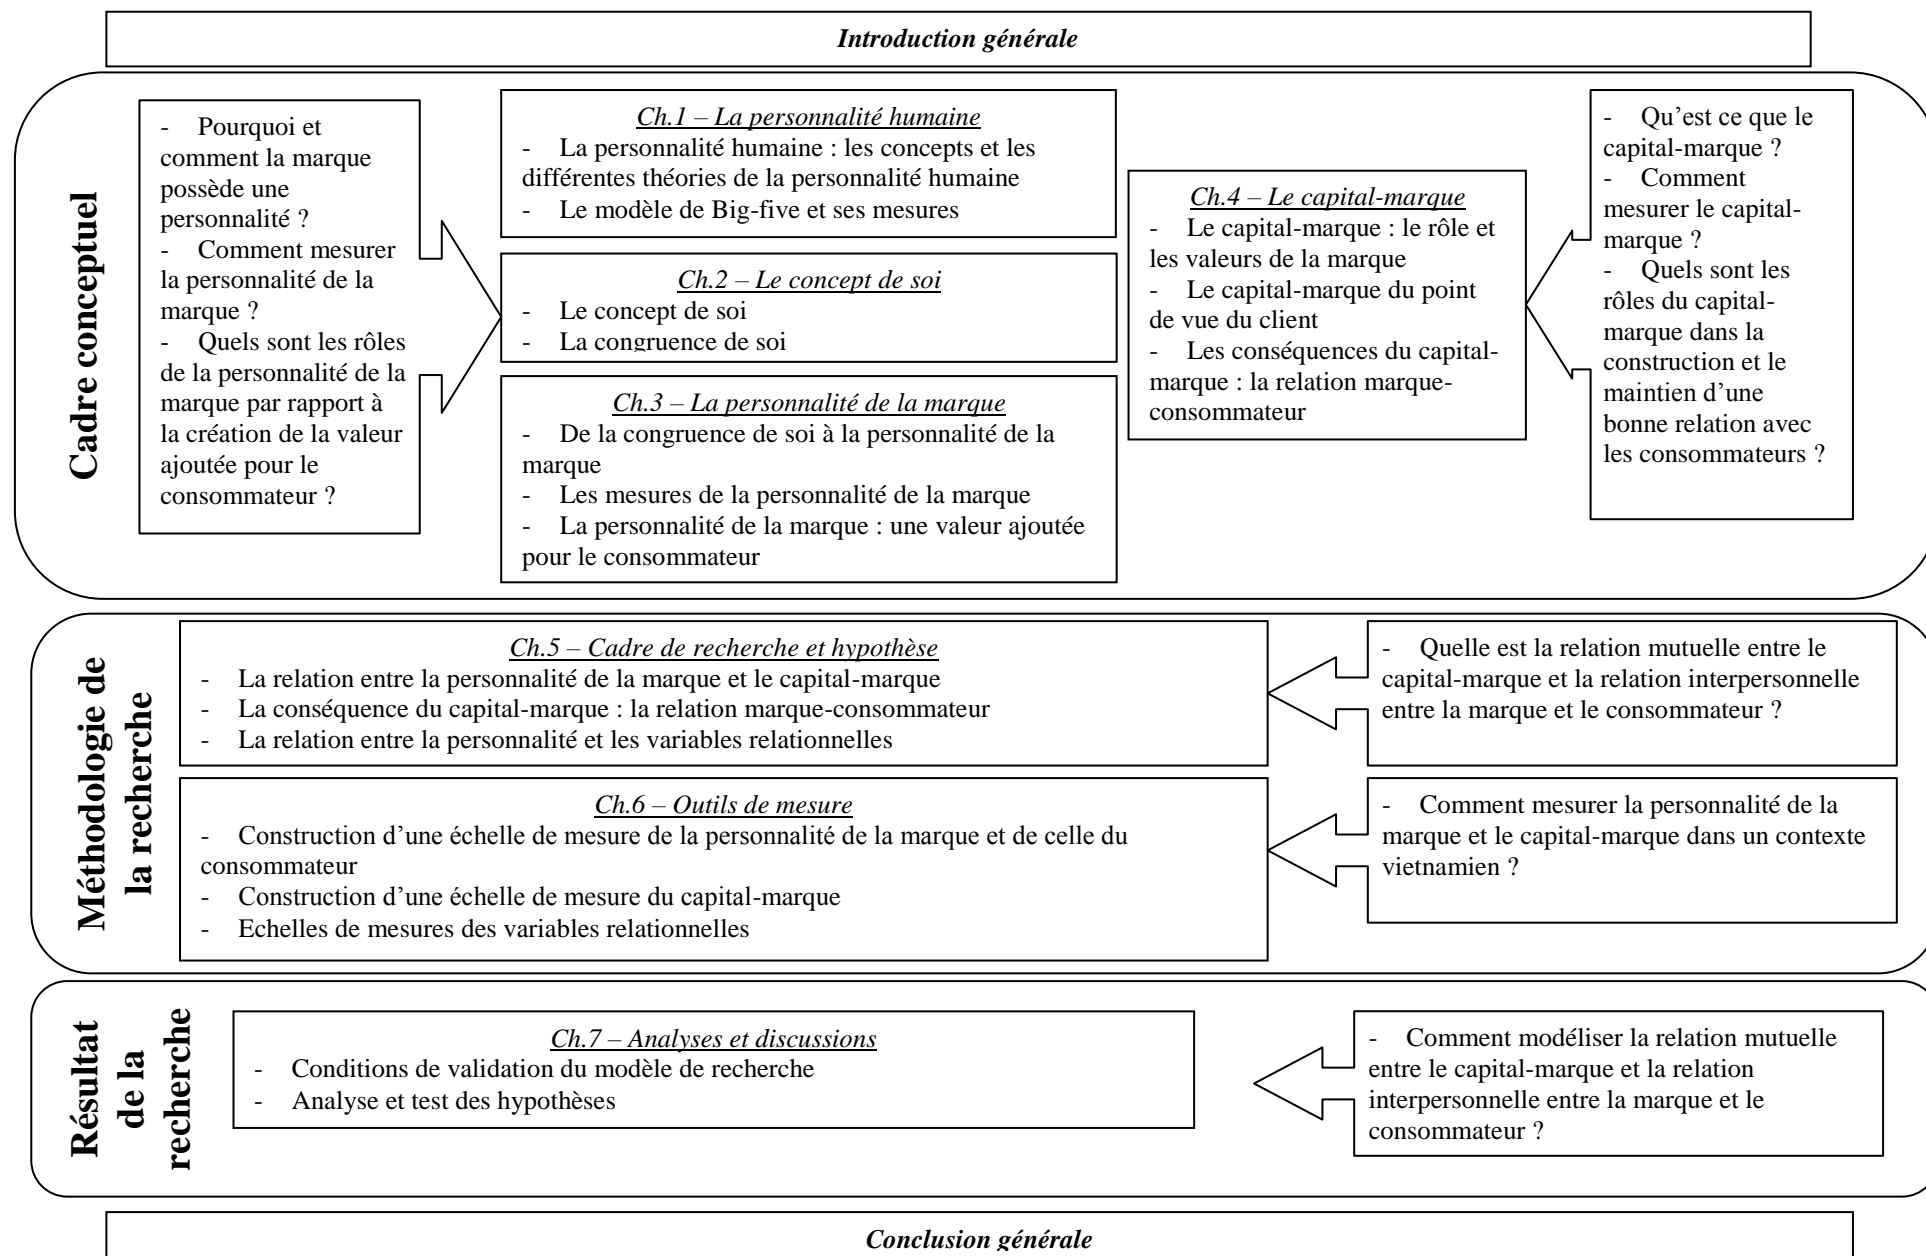 Introduction générale
Cadre conceptuel
- Pourquoi et
comment la marque
possède une
personnalité ?
- Comment mesurer
la personnalité de la
marque ?
- Quels sont les rôles
de la personnalité de la
marque par rapport à
la création de la valeur
ajoutée pour le
consommateur ?
Ch.1 – La personnalité humaine
- La personnalité humaine : les concepts et les
différentes théories de la personnalité humaine
- Le modèle de Big-five et ses mesures
Ch.2 – Le concept de soi
- Le concept de soi
- La congruence de soi
Ch.3 – La personnalité de la marque
- De la congruence de soi à la personnalité de la
marque
- Les mesures de la personnalité de la marque
- La personnalité de la marque : une valeur ajoutée
pour le consommateur
Ch.4 – Le capital-marque
- Le capital-marque : le rôle et
les valeurs de la marque
- Le capital-marque du point
de vue du client
- Les conséquences du capital-
marque : la relation marque-
consommateur
- Qu’est ce que le
capital-marque ?
- Comment
mesurer le capital-
marque ?
- Quels sont les
rôles du capital-
marque dans la
construction et le
maintien d’une
bonne relation avec
les consommateurs ?
Méthodologie de
la recherche
Ch.5 – Cadre de recherche et hypothèse
- La relation entre la personnalité de la marque et le capital-marque
- La conséquence du capital-marque : la relation marque-consommateur
- La relation entre la personnalité et les variables relationnelles
- Quelle est la relation mutuelle entre le
capital-marque et la relation interpersonnelle
entre la marque et le consommateur ?
Ch.6 – Outils de mesure
- Construction d’une échelle de mesure de la personnalité de la marque et de celle du
consommateur
- Construction d’une échelle de mesure du capital-marque
- Echelles de mesures des variables relationnelles
- Comment mesurer la personnalité de la
marque et le capital-marque dans un contexte
vietnamien ?
Résultat
de la
recherche
Ch.7 – Analyses et discussions
- Conditions de validation du modèle de recherche
- Analyse et test des hypothèses
- Comment modéliser la relation mutuelle
entre le capital-marque et la relation
interpersonnelle entre la marque et le
consommateur ?
Conclusion générale